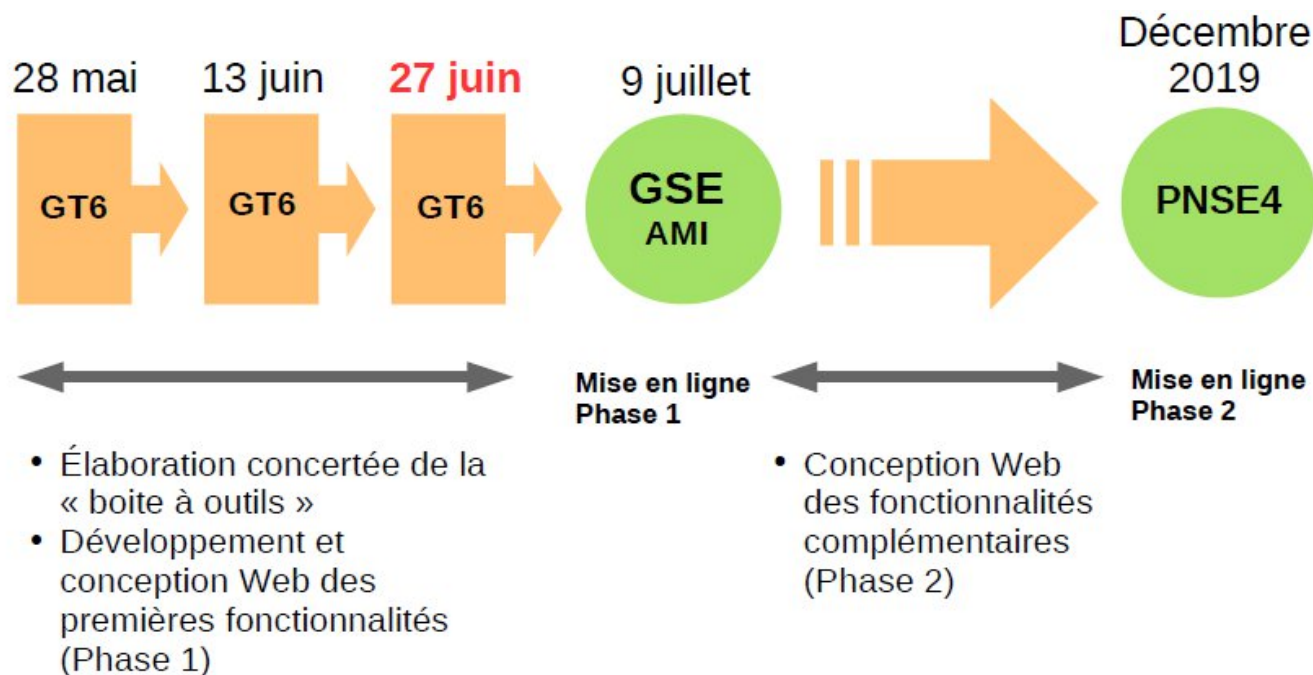 28 mai
13 juin
27 juin
9 juillet
Décembre
2019
GT6
GT6
GT6
GSE
AMI
PNSE4
Mise en ligne
Phase 1
Mise en ligne
Phase 2
• Élaboration concertée de la
« boite à outils »
• Développement et
conception Web des
premières fonctionnalités
(Phase 1)
• Conception Web
des fonctionnalités
complémentaires
(Phase 2)